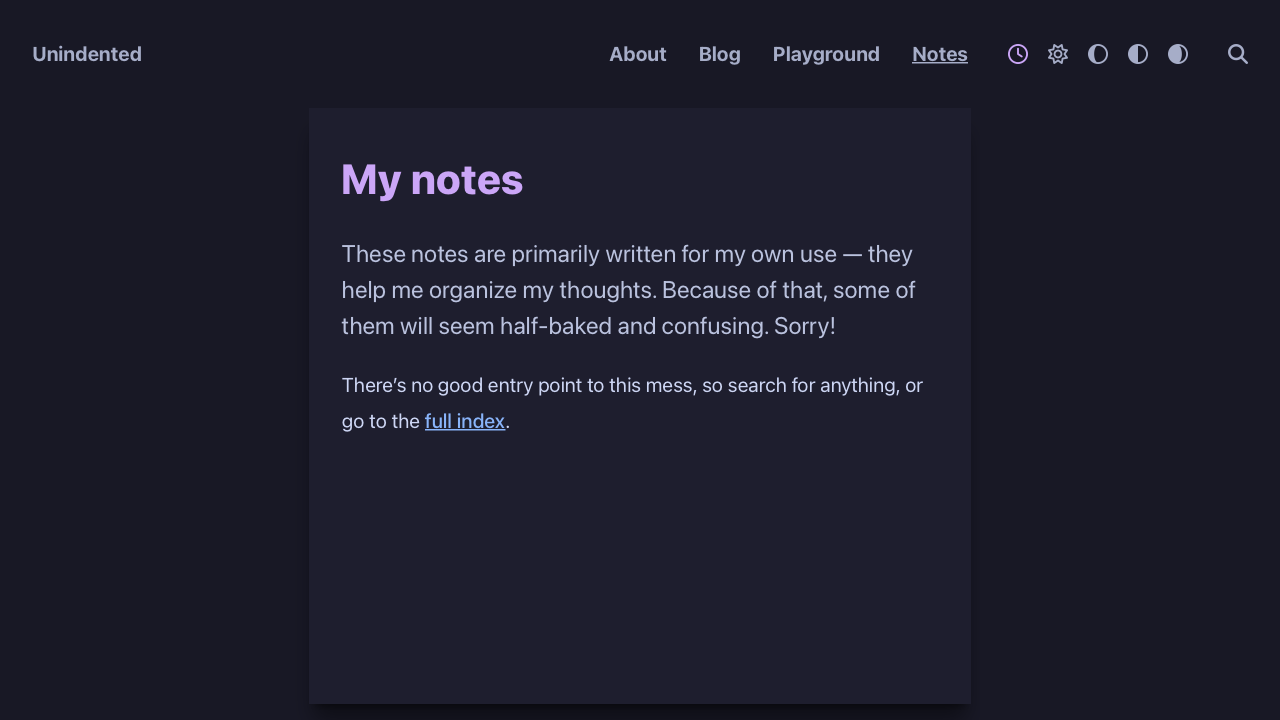 Unindented
About Blog Playground Notes
My notes
These notes are primarily written for my own use — they
help me organize my thoughts. Because of that, some of
them will seem half-baked and confusing. Sorry!
There’s no good entry point to this mess, so search for anything, or
go to the full index.